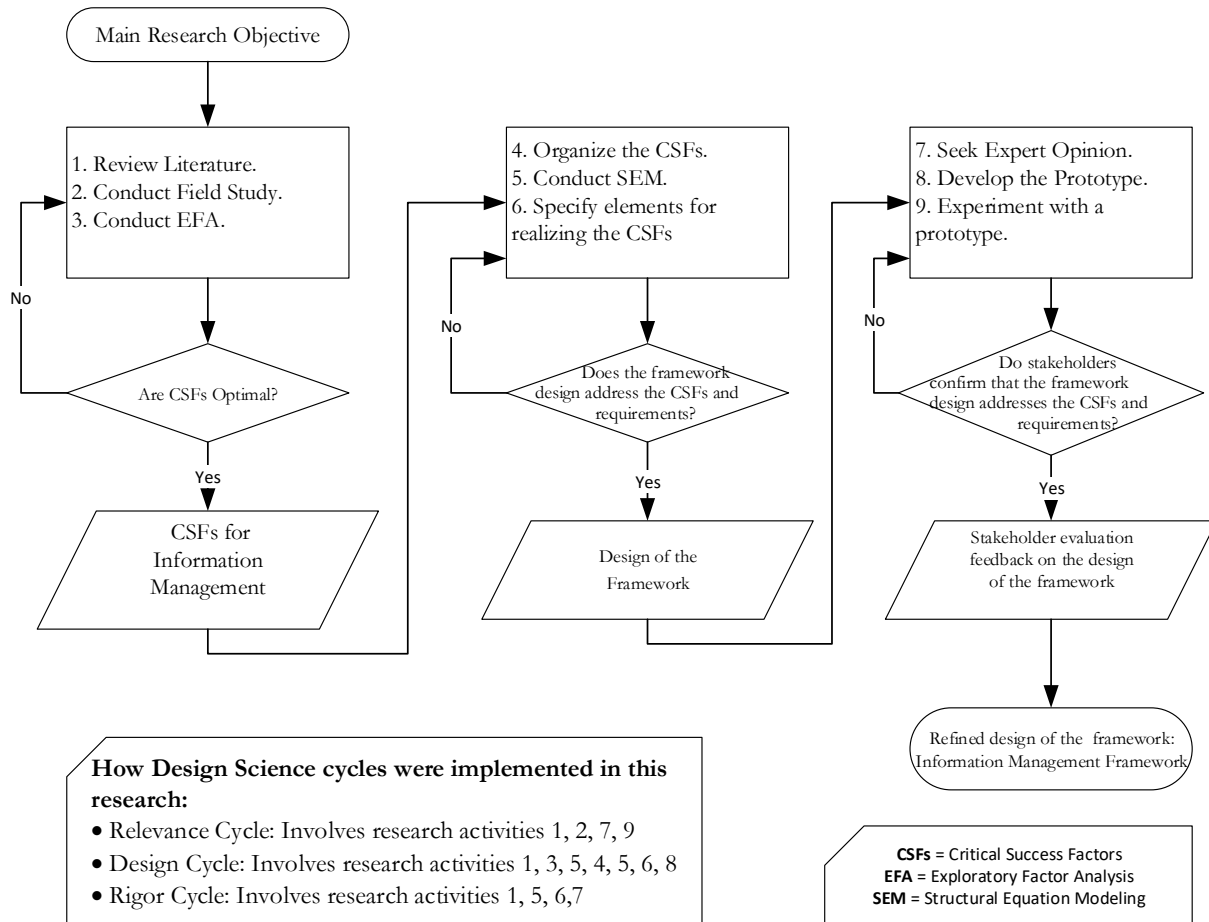 Main Research Objective
1. Review Literature.
2. Conduct Field Study.
3. Conduct EFA.
No
Are CSFs Optimal?
Yes
CSFs for
Information
Management
4. Organize the CSFs.
5. Conduct SEM.
6. Specify elements for
realizing the CSFs
No
Does the framework
design address the CSFs and
requirements?
Yes
Design of the
Framework
7. Seek Expert Opinion.
8. Develop the Prototype.
9. Experiment with a
prototype.
No
Do stakeholders
confirm that the framework
design addresses the CSFs and
requirements?
Yes
Stakeholder evaluation
feedback on the design
of the framework
Refined design of the framework:
Information Management Framework
How Design Science cycles were implemented in this
research:
• Relevance Cycle: Involves research activities 1, 2, 7, 9
• Design Cycle: Involves research activities 1, 3, 5, 4, 5, 6, 8
• Rigor Cycle: Involves research activities 1, 5, 6,7
CSFs = Critical Success Factors
EFA = Exploratory Factor Analysis
SEM = Structural Equation Modeling